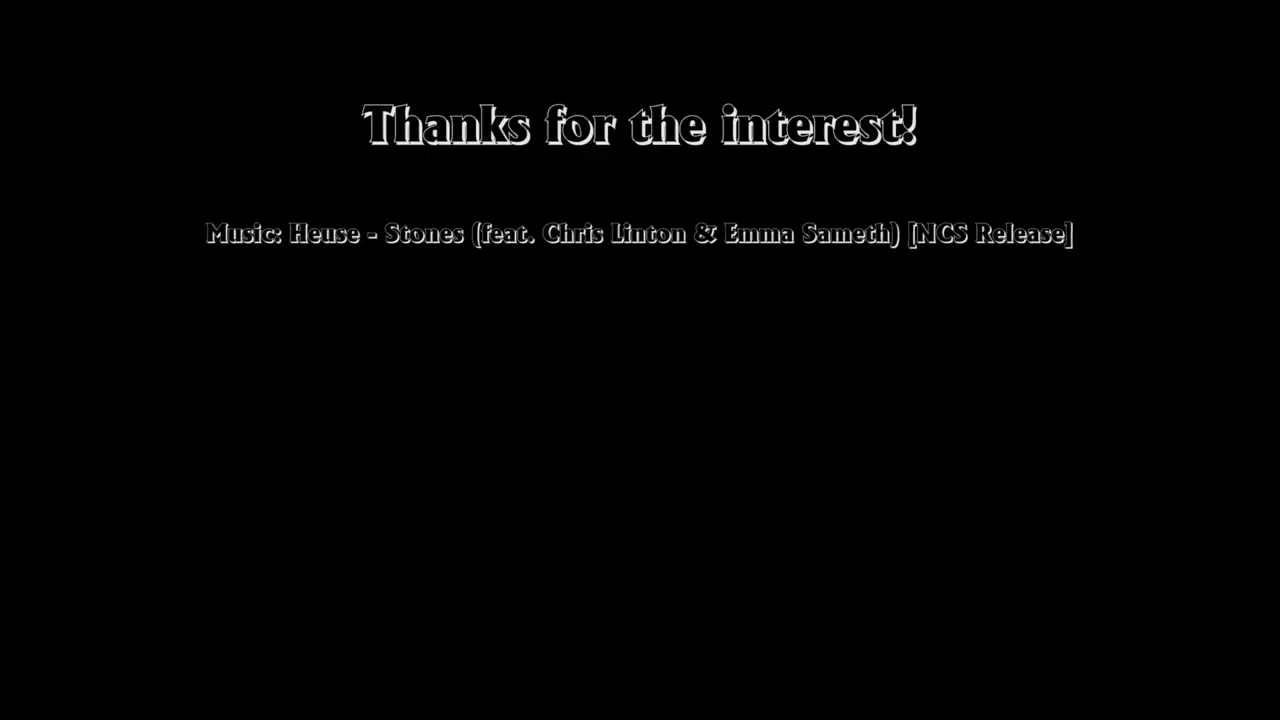 Thanks for the interest!
Music: Heuse - Stones (feat. Chris Linton & Emma Sameth) [NCS Release]